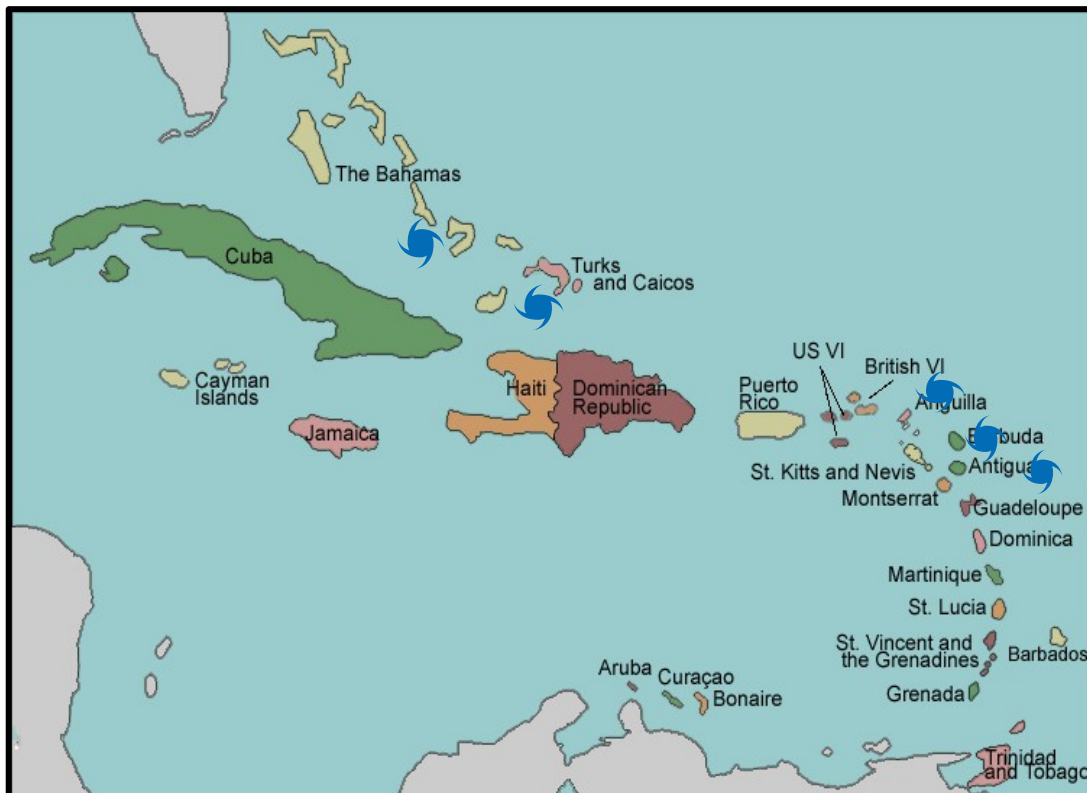 The Bahamas
Cuba
Turks
and Caicos
US VI
British VI
Cayman
Islands
Haiti
Dominican
Republic
Puerto
Rico
Anguilla
Jamaica
Barbuda
St. Kitts and Nevis
Antigua
Montserrat
Guadeloupe
Dominica
Martinique
St. Lucia
St. Vincent and
the Grenadines
Barbados
Aruba
Curaçao
Bonaire
Grenada
Trinidad
and Tobago